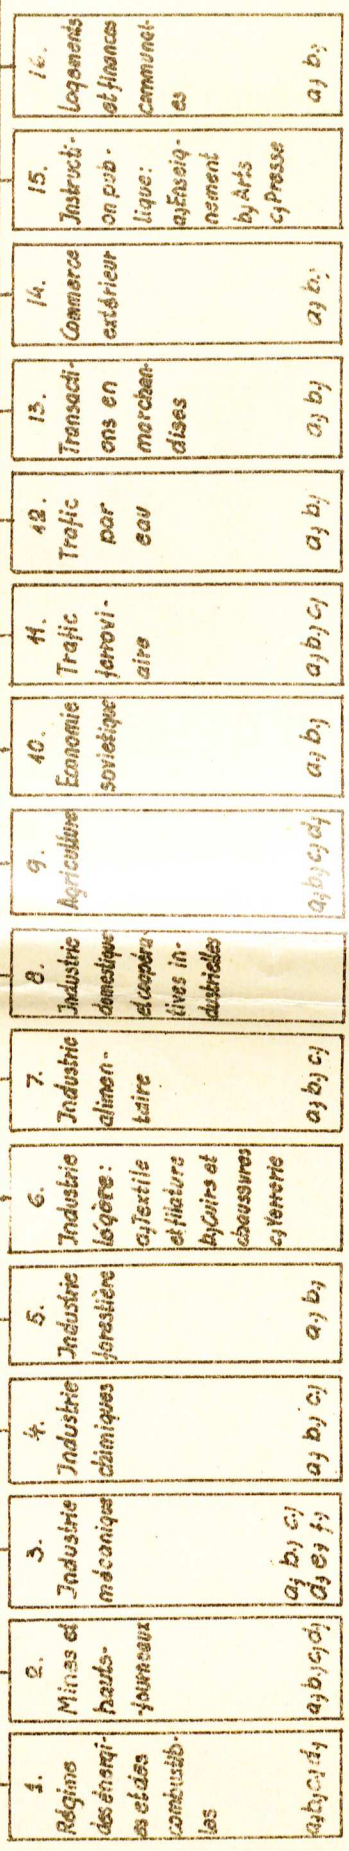 1.
Régime
des énergi-
es et des
combustib-
les
a) b) c) d)
2.
Mines et
hauts-
fourneaux
a) b) c) d)
3.
Industrie
mécanique
a) b) c)
d) e) f)
4.
Industrie
chimiques
a) b) c)
5.
Industrie
forestière
a) b)
6.
Industrie
légère:
a) Textile
et filature
b) Cuirs et
chaussures
c) Verrerie
7.
Industrie
alimen-
taire
a) b) c)
8.
Industrie
domestique
et coopéra
tives in-
dustrielles
9.
Agriculture
a) b) c) d)
10.
Economie
soviétique
a) b)
11.
Trafic
ferrovi-
aire
a) b) c)
12.
Trafic
par
eau
a) b)
13.
Transacti-
ons en
marchan-
dises
a) b)
14.
Commerce
extérieur
a) b)
15.
Instructi-
on pub-
lique:
a) Enseig-
nement
b) Arts
c) Presse
16.
Logements
et finances
communal-
es
a) b)